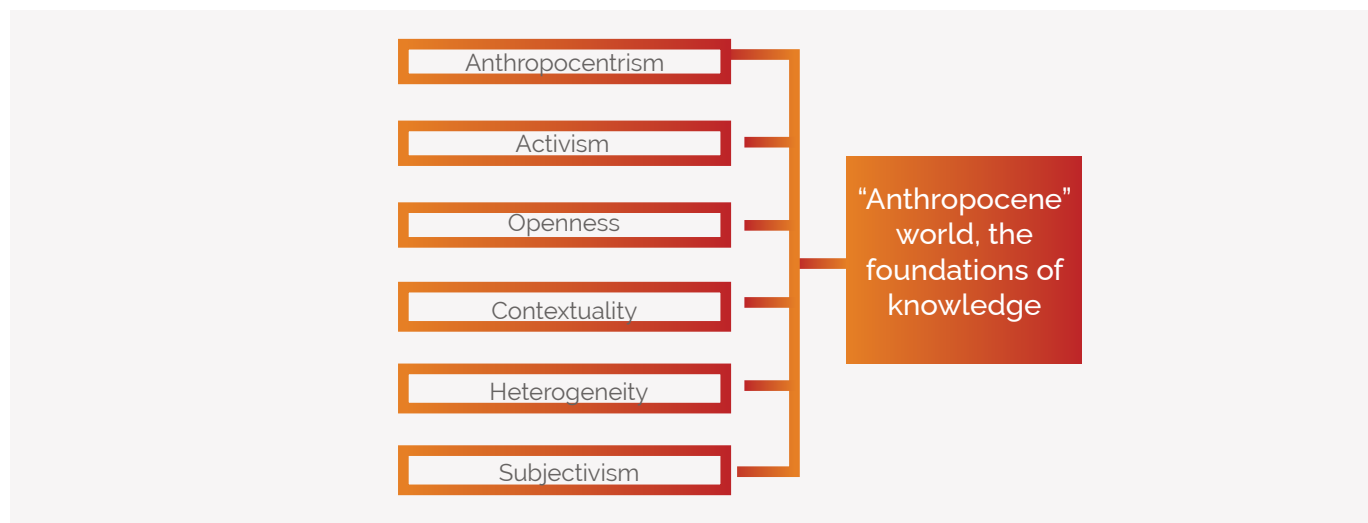 Anthropocentrism
Activism
Openness
Contextuality
Heterogeneity
Subjectivism
“Anthropocene”
world, the
foundations of
knowledge